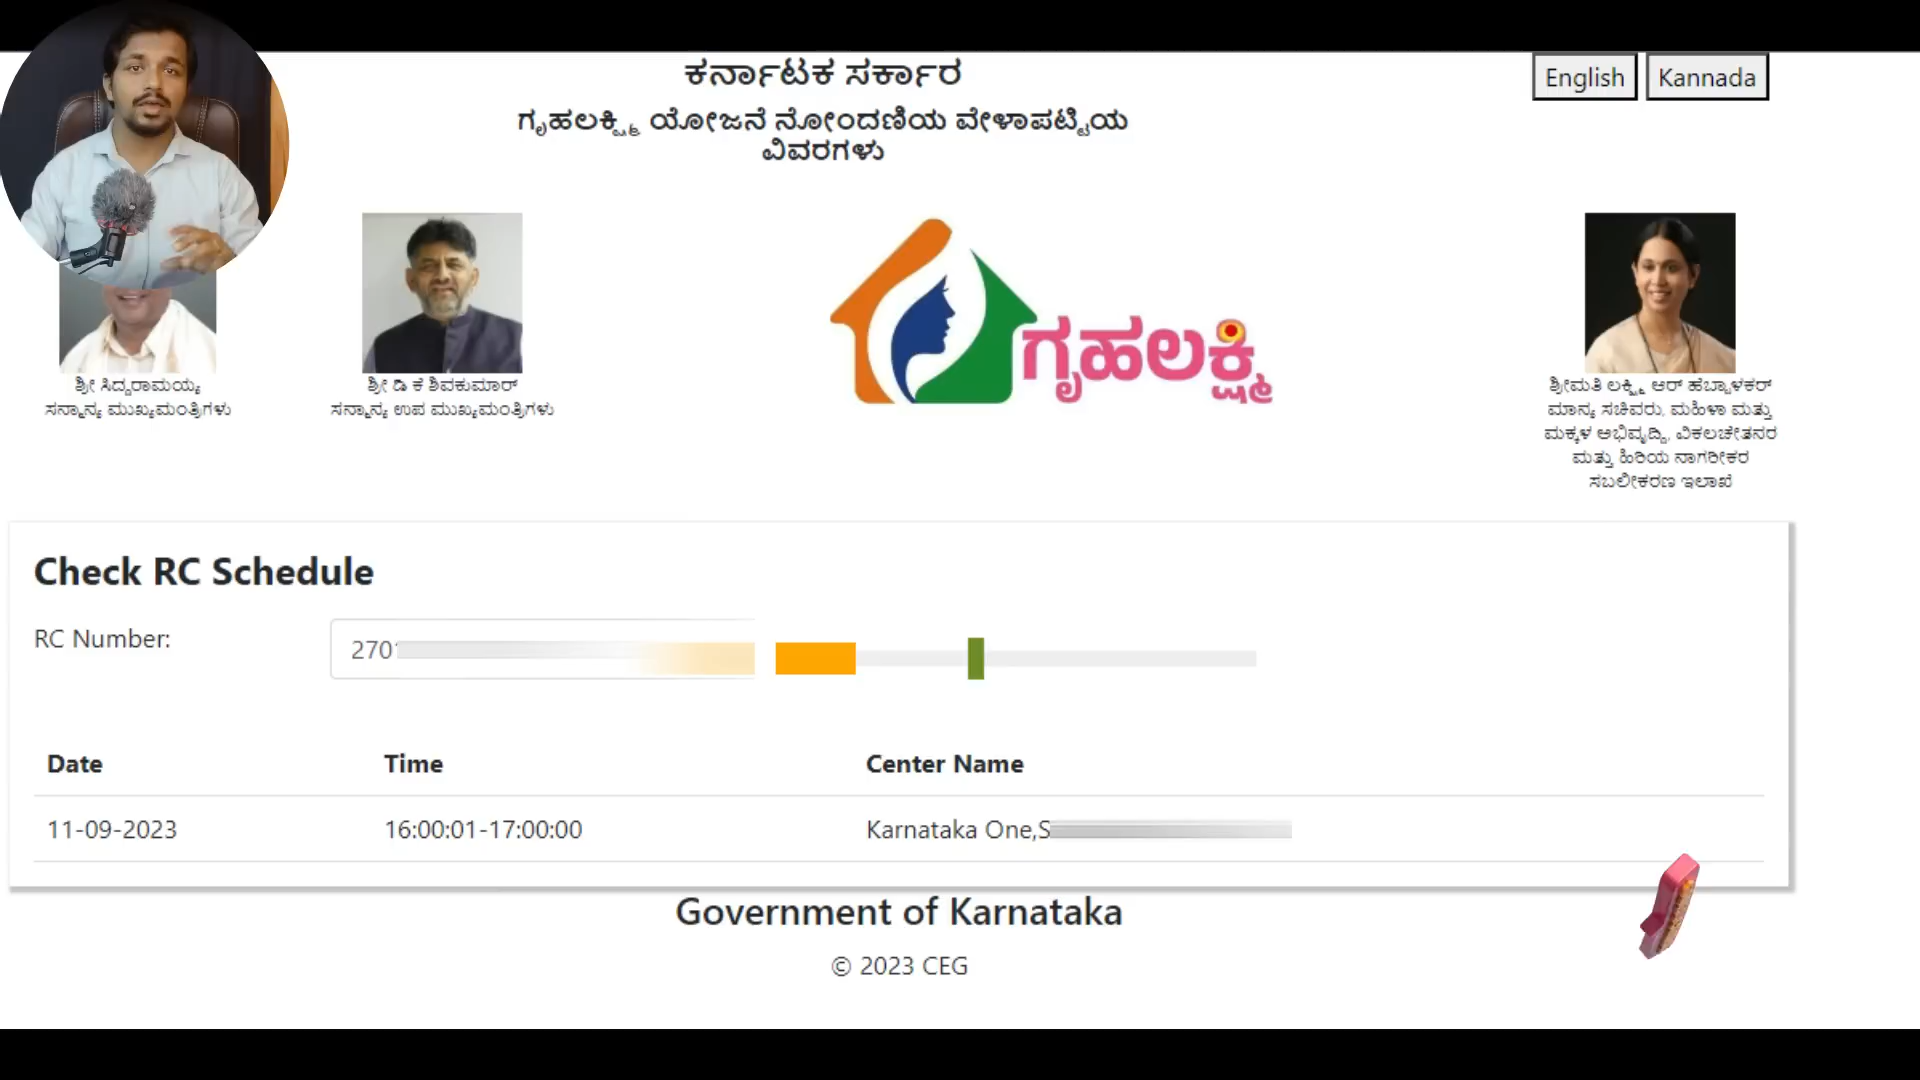 ಕರ್ನಾಟಕ ಸರ್ಕಾರ
ಗೃಹಲಕ್ಷ್ಮಿ ಯೋಜನೆ ನೋಂದಣಿಯ ವೇಳಾಪಟ್ಟಿಯ
ವಿವರಗಳು
English
Kannada
ಗೃಹಲಕ್ಷ್ಮಿ
ಶ್ರೀ ಸಿದ್ದರಾಮಯ್ಯ
ಸನ್ಮಾನ್ಯ ಮುಖ್ಯಮಂತ್ರಿಗಳು
ಶ್ರೀ ಡಿ ಕೆ ಶಿವಕುಮಾರ್
ಸನ್ಮಾನ್ಯ ಉಪ ಮುಖ್ಯಮಂತ್ರಿಗಳು
ಶ್ರೀಮತಿ ಲಕ್ಷ್ಮಿ ಆರ್ ಹೆಬ್ಬಾಳಕರ್
ಮಾನ್ಯ ಸಚಿವರು, ಮಹಿಳಾ ಮತ್ತು
ಮಕ್ಕಳ ಅಭಿವೃದ್ಧಿ, ವಿಕಲಚೇತನರ
ಮತ್ತು ಹಿರಿಯ ನಾಗರೀಕರ
ಸಬಲೀಕರಣ ಇಲಾಖೆ
Check RC Schedule
RC Number:
270
Date Time Center Name
11-09-2023 16:00:01-17:00:00 Karnataka One,S
Government of Karnataka
© 2023 CEG